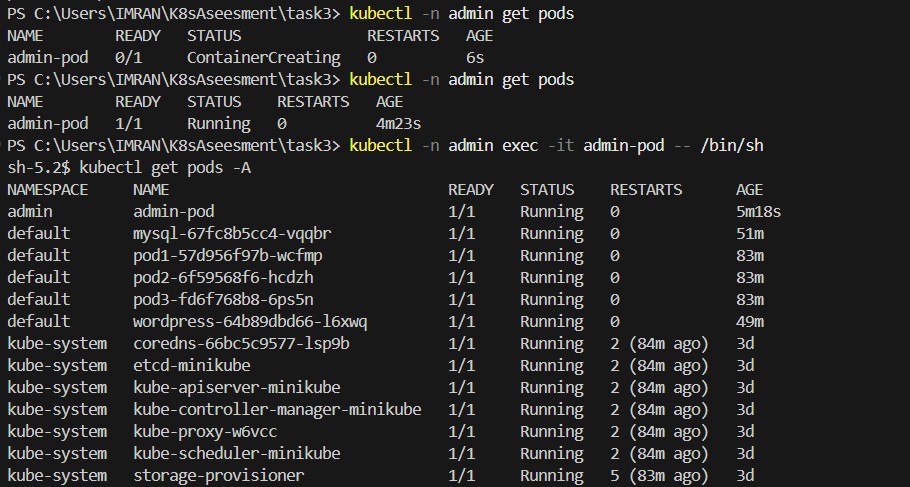 PS C:\Users\IMRAN\K8sAseesment\task3> kubectl -n admin get pods
NAME READY STATUS RESTARTS AGE
admin-pod 0/1 ContainerCreating 0 6s
PS C:\Users\IMRAN\K8sAseesment\task3> kubectl -n admin get pods
NAME READY STATUS RESTARTS AGE
admin-pod 1/1 Running 0 4m23s
PS C:\Users\IMRAN\K8sAseesment\task3> kubectl -n admin exec -it admin-pod -- /bin/sh
sh-5.2$ kubectl get pods -A
NAMESPACE NAME READY STATUS RESTARTS AGE
admin admin-pod 1/1 Running 0 5m18s
default mysql-67fc8b5cc4-vqqbr 1/1 Running 0 51m
default pod1-57d956f97b-wcfmp 1/1 Running 0 83m
default pod2-6f59568f6-hcdzh 1/1 Running 0 83m
default pod3-fd6f768b8-6ps5n 1/1 Running 0 83m
default wordpress-64b89dbd66-l6xwq 1/1 Running 0 49m
kube-system coredns-66bc5c9577-lsp9b 1/1 Running 2 (84m ago) 3d
kube-system etcd-minikube 1/1 Running 2 (84m ago) 3d
kube-system kube-apiserver-minikube 1/1 Running 2 (84m ago) 3d
kube-system kube-controller-manager-minikube 1/1 Running 2 (84m ago) 3d
kube-system kube-proxy-w6vcc 1/1 Running 2 (84m ago) 3d
kube-system kube-scheduler-minikube 1/1 Running 2 (84m ago) 3d
kube-system storage-provisioner 1/1 Running 5 (83m ago) 3d